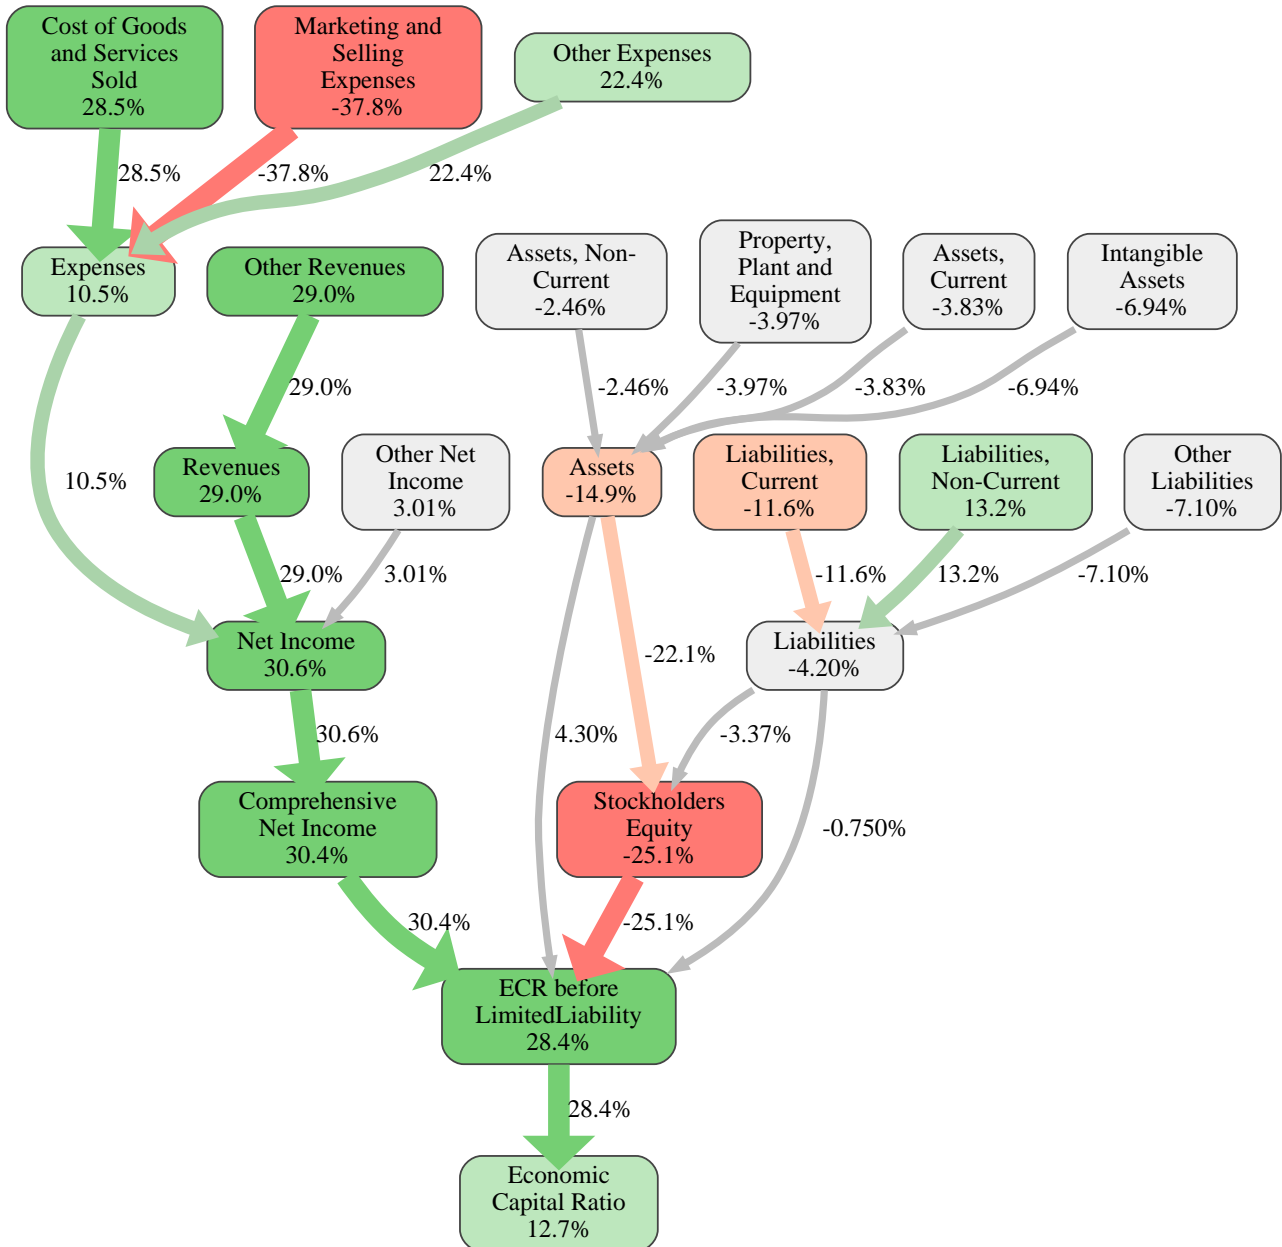 Cost of Goods
and Services
Sold
28.5%
Marketing and
Selling
Expenses
-37.8%
Other Expenses
22.4%
28.5%
-37.8%
22.4%
Expenses
10.5%
Other Revenues
29.0%
Assets, Non-
Current
-2.46%
Property,
Plant and
Equipment
-3.97%
Assets,
Current
-3.83%
Intangible
Assets
-6.94%
29.0%
-2.46%
-3.97%
-3.83%
-6.94%
10.5%
Revenues
29.0%
Other Net
Income
3.01%
Assets
-14.9%
Liabilities,
Current
-11.6%
Liabilities,
Non-Current
13.2%
Other
Liabilities
-7.10%
29.0%
3.01%
-11.6%
13.2%
-7.10%
Net Income
30.6%
-22.1%
Liabilities
-4.20%
30.6%
4.30%
-3.37%
Comprehensive
Net Income
30.4%
Stockholders
Equity
-25.1%
-0.750%
30.4%
-25.1%
ECR before
LimitedLiability
28.4%
28.4%
Economic
Capital Ratio
12.7%